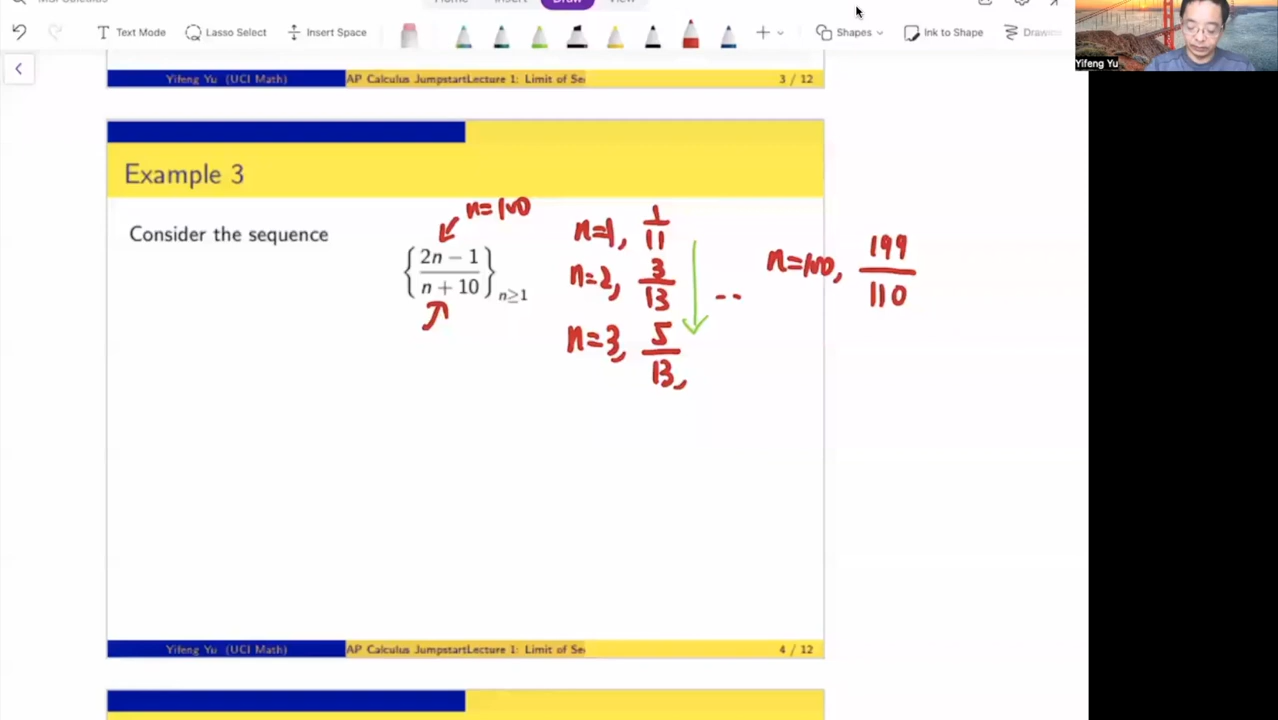 Text Mode
Lasso Select
Insert Space
Shapes
Ink to Shape
Yifeng Yu
Yifeng Yu (UCI Math)
AP Calculus JumpstartLecture 1: Limit of Se
3 / 12
Example 3
Consider the sequence
{ (2n − 1)/(n + 10) } n≥1
n=100
n=1, 1/11
n=2, 3/13
n=3, 5/13,
..
n=100, 199/110
Yifeng Yu (UCI Math)
AP Calculus JumpstartLecture 1: Limit of Se
4 / 12